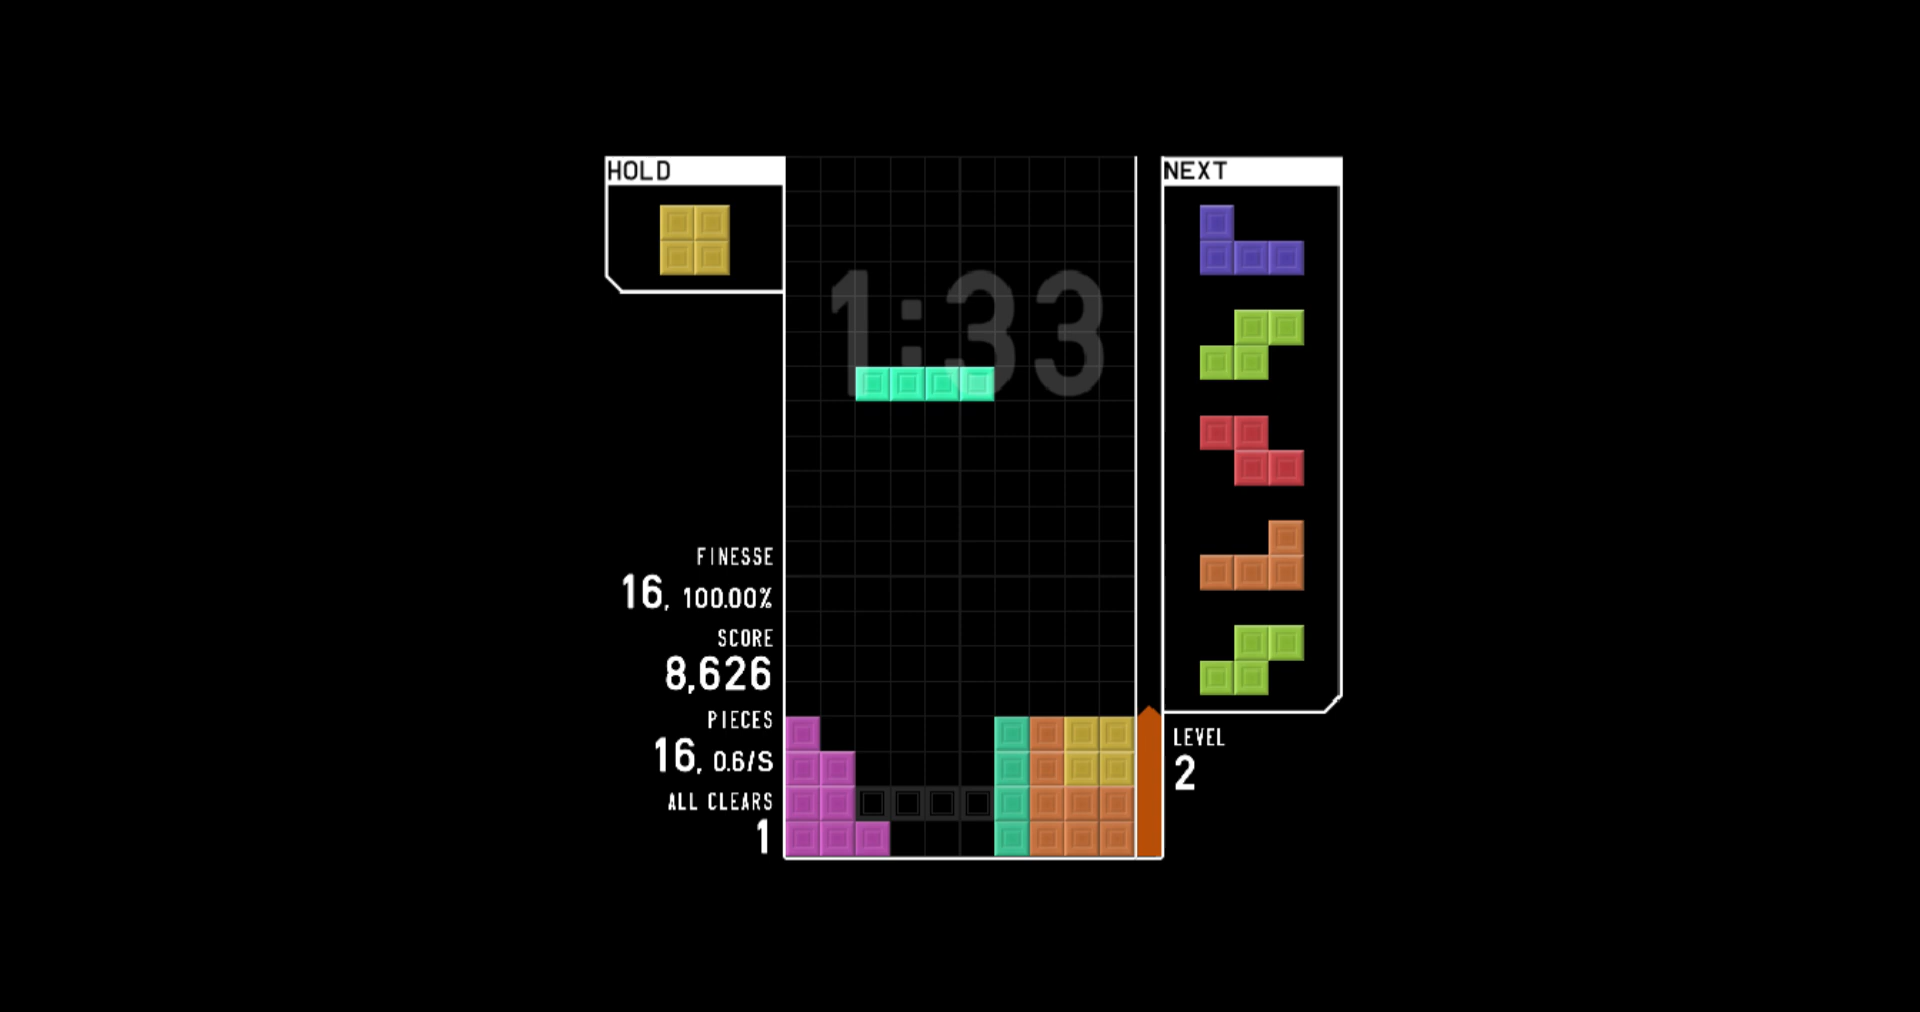 HOLD
NEXT
1:33
FINESSE
16, 100.00%
SCORE
8,626
PIECES
16, 0.6/S
ALL CLEARS
1
LEVEL
2